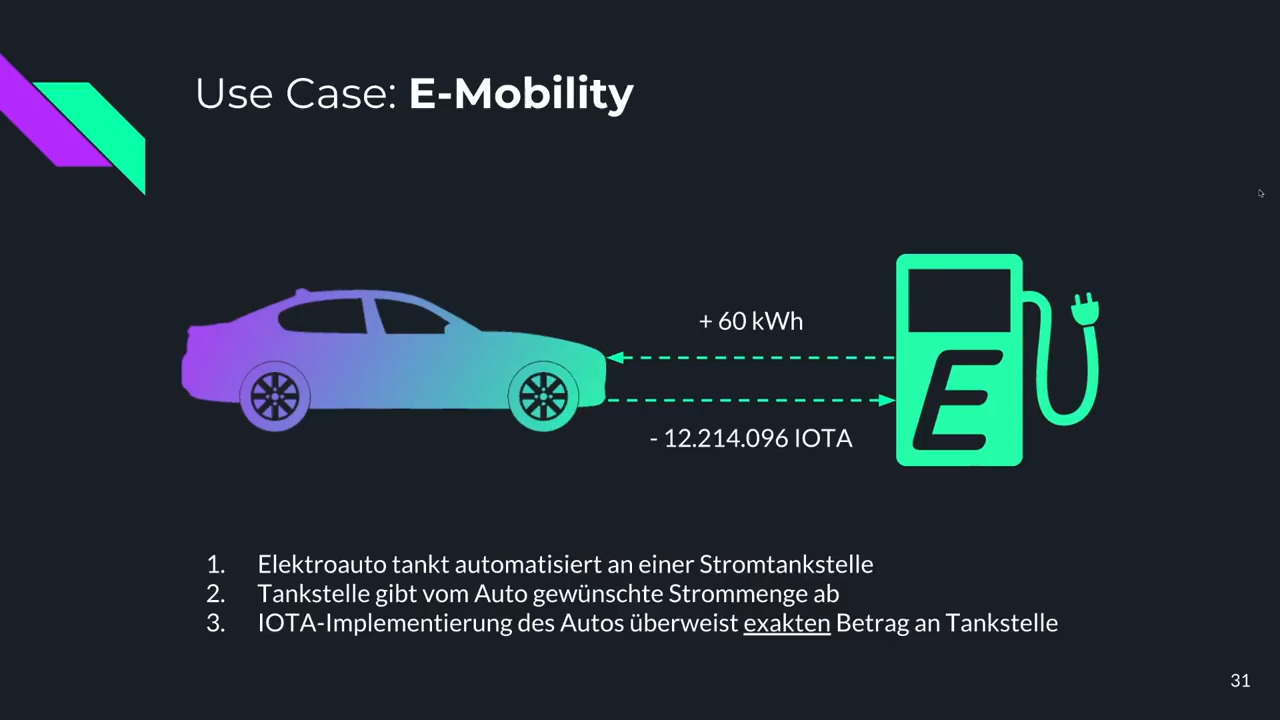 Use Case: E-Mobility
+ 60 kWh
E
- 12.214.096 IOTA
1. Elektroauto tankt automatisiert an einer Stromtankstelle
2. Tankstelle gibt vom Auto gewünschte Strommenge ab
3. IOTA-Implementierung des Autos überweist exakten Betrag an Tankstelle
31